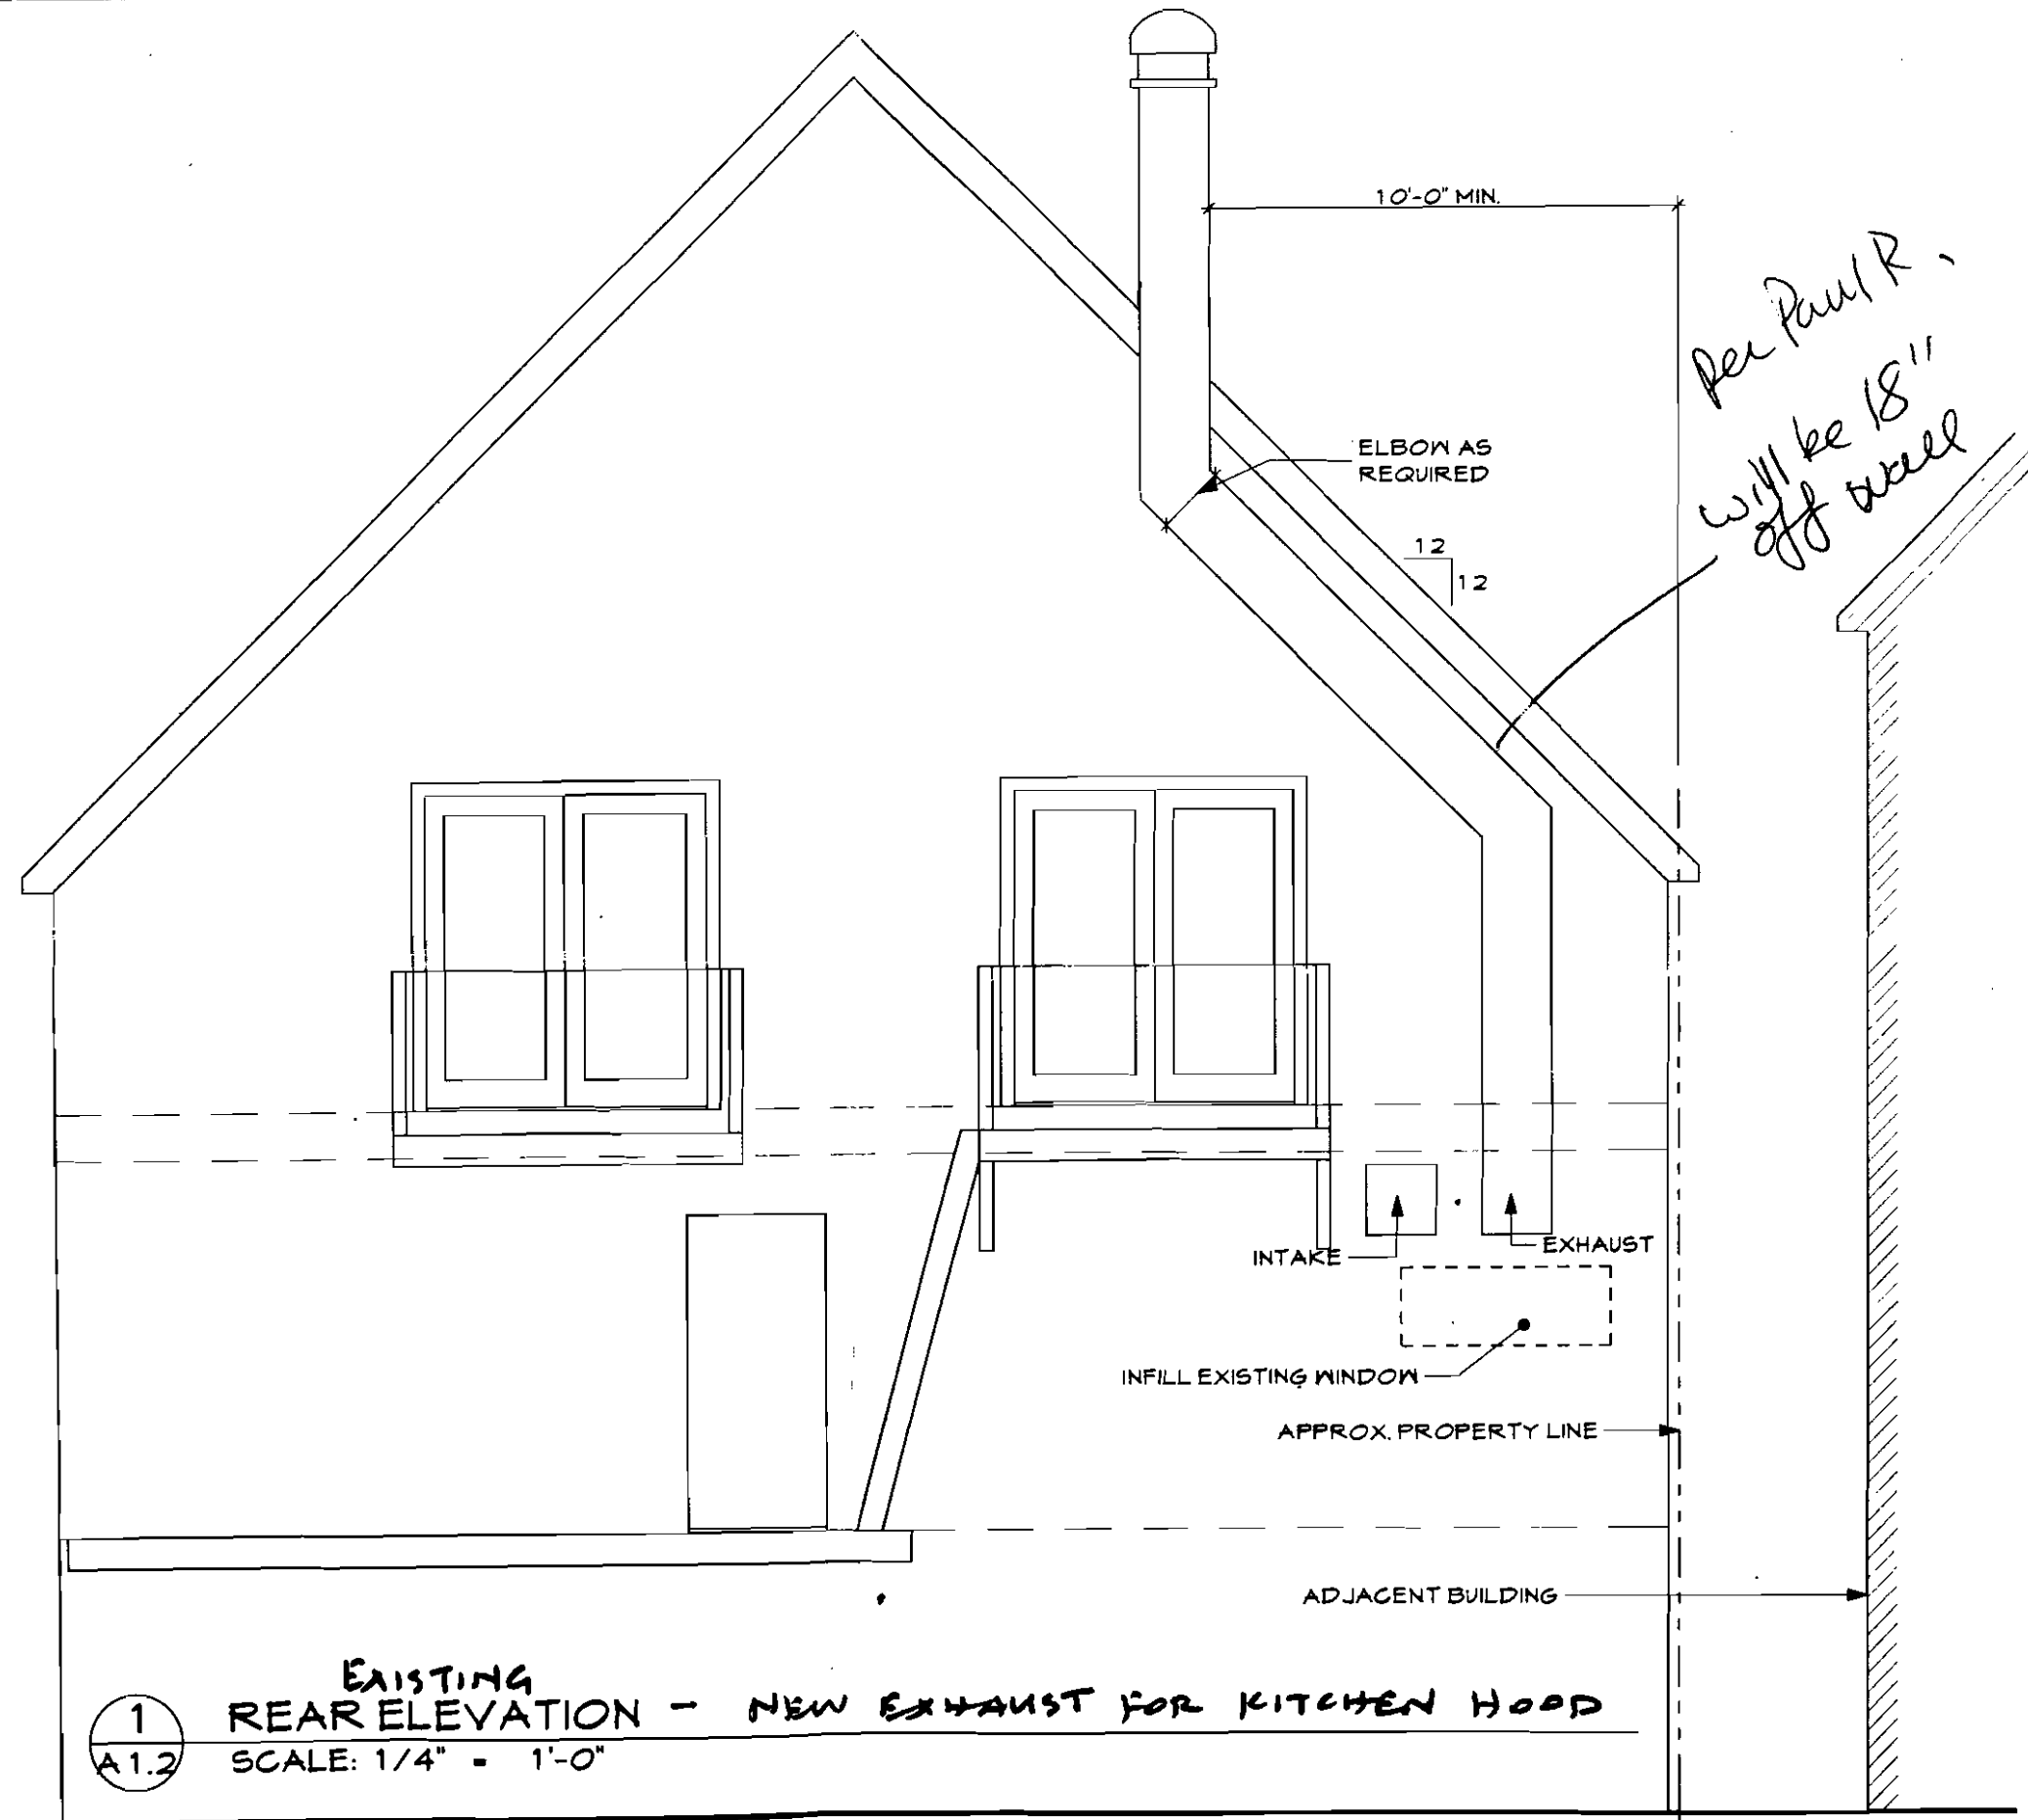 10'-0" MIN.
per Paul R.
will be 18"
off wall
ELBOW AS
REQUIRED
12
12
INTAKE
EXHAUST
INFILL EXISTING WINDOW
APPROX. PROPERTY LINE
ADJACENT BUILDING
EXISTING
1
REAR ELEVATION - NEW EXHAUST FOR KITCHEN HOOD
A1.2
SCALE: 1/4" = 1'-0"